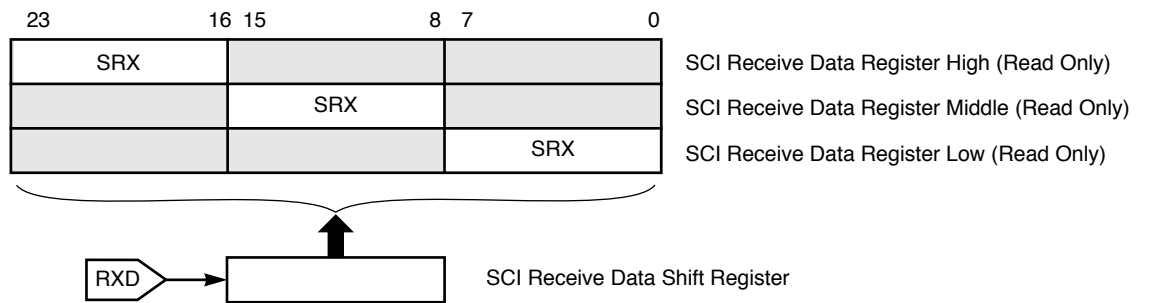 23 16 15 8 7 0
SRX SCI Receive Data Register High (Read Only)
SRX SCI Receive Data Register Middle (Read Only)
SRX SCI Receive Data Register Low (Read Only)
RXD SCI Receive Data Shift Register